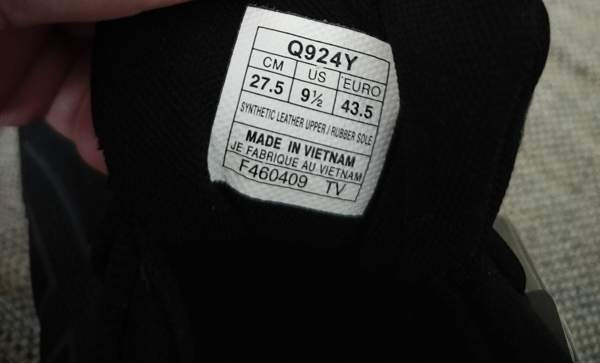 Q924Y
CM US EURO
27.5 9½ 43.5
SYNTHETIC LEATHER UPPER / RUBBER SOLE
MADE IN VIETNAM
JE FABRIQUE AU VIETNAM
F460409 TV